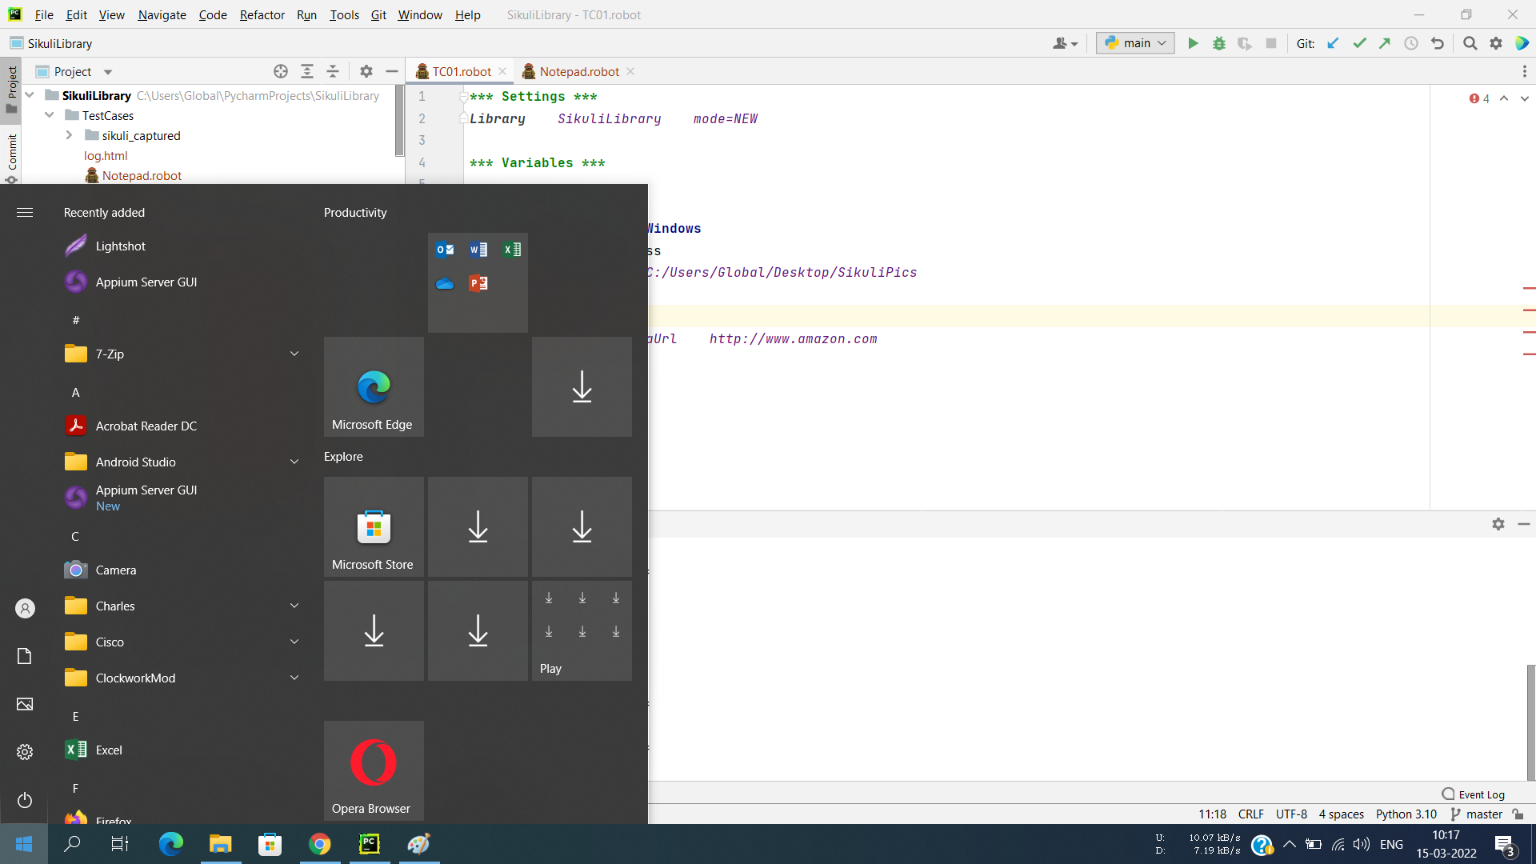 File Edit View Navigate Code Refactor Run Tools Git Window Help SikuliLibrary - TC01.robot
SikuliLibrary
main
Git:
Project
TC01.robot
Notepad.robot
Project
Commit
SikuliLibrary C:\Users\Global\PycharmProjects\SikuliLibrary
TestCases
sikuli_captured
log.html
Notepad.robot
1 *** Settings ***
2 Library SikuliLibrary mode=NEW
3
4 *** Variables ***
4
Windows
ss
C:/Users/Global/Desktop/SikuliPics
aUrl http://www.amazon.com
Recently added
Lightshot
Appium Server GUI
#
7-Zip
A
Acrobat Reader DC
Android Studio
Appium Server GUI
New
C
Camera
Charles
Cisco
ClockworkMod
E
Excel
F
Firefox
Productivity
Microsoft Edge
Explore
Microsoft Store
Play
Opera Browser
Event Log
11:18 CRLF UTF-8 4 spaces Python 3.10 master
U: 10.07 kB/s
D: 7.19 kB/s
ENG
10:17
15-03-2022
3